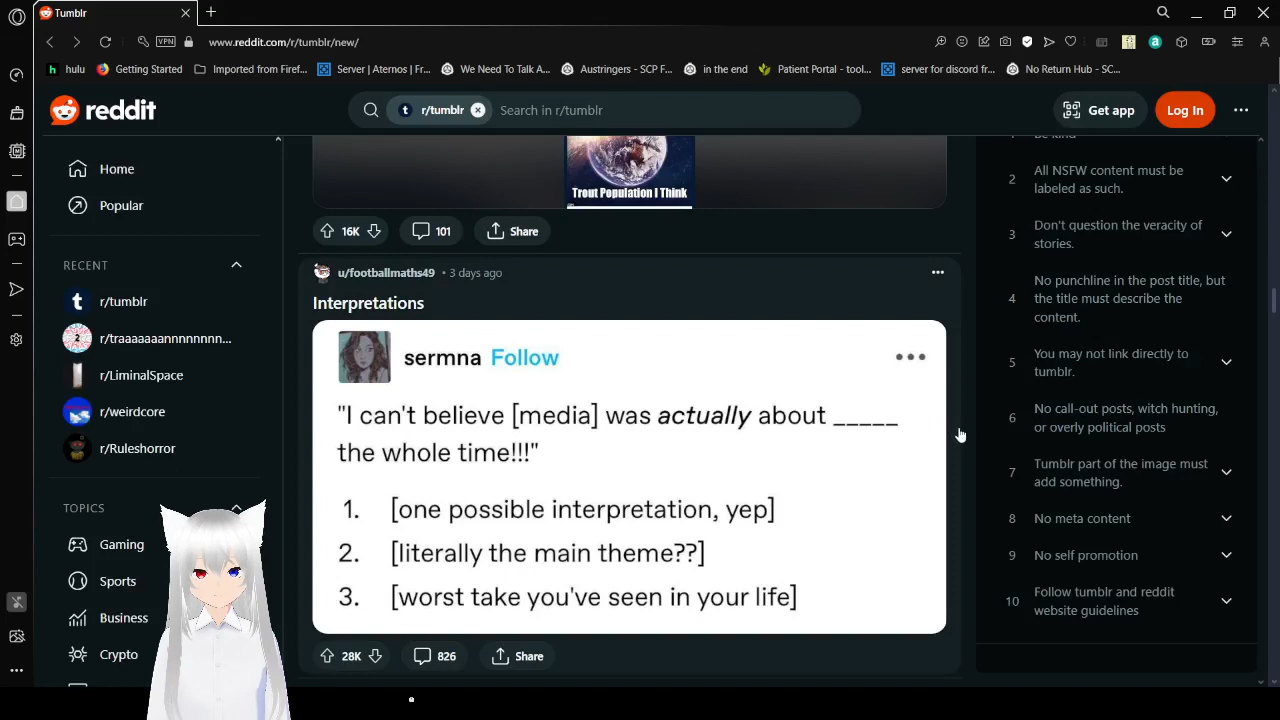 Tumblr
VPN
www.reddit.com/r/tumblr/new/
hulu
Getting Started
Imported from Firef...
Server | Aternos | Fr...
We Need To Talk A...
Austringers - SCP F...
in the end
Patient Portal - tool...
server for discord fr...
No Return Hub - SC...
reddit
r/tumblr
Search in r/tumblr
Get app
Log In
Home
Popular
RECENT
r/tumblr
r/traaaaaaannnnnnnn...
r/LiminalSpace
r/weirdcore
r/Ruleshorror
TOPICS
Gaming
Sports
Business
Crypto
Trout Population I Think
16K
101
Share
u/footballmaths49 • 3 days ago
Interpretations
sermna Follow
"I can't believe [media] was actually about _____
the whole time!!!"
1. [one possible interpretation, yep]
2. [literally the main theme??]
3. [worst take you've seen in your life]
28K
826
Share
1 Be kind
2 All NSFW content must be
labeled as such.
3 Don't question the veracity of
stories.
4 No punchline in the post title, but
the title must describe the
content.
5 You may not link directly to
tumblr.
6 No call-out posts, witch hunting,
or overly political posts
7 Tumblr part of the image must
add something.
8 No meta content
9 No self promotion
10 Follow tumblr and reddit
website guidelines